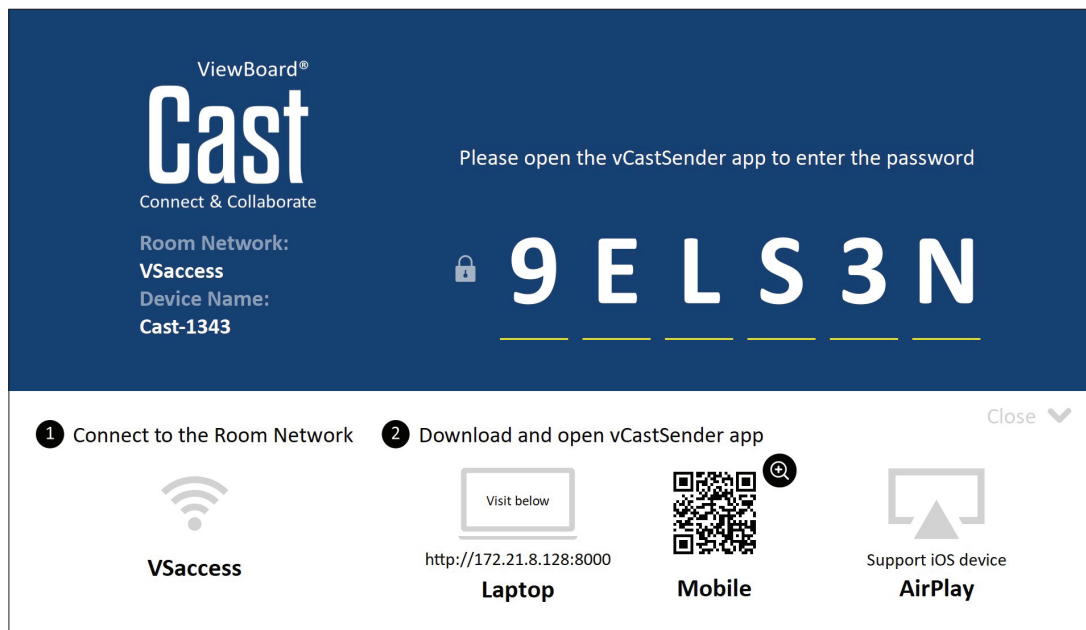 ViewBoard®
Cast
Connect & Collaborate
Room Network:
VSaccess
Device Name:
Cast-1343
Please open the vCastSender app to enter the password
9 E L S 3 N
Close
1 Connect to the Room Network
VSaccess
2 Download and open vCastSender app
Visit below
http://172.21.8.128:8000
Laptop
Mobile
Support iOS device
AirPlay